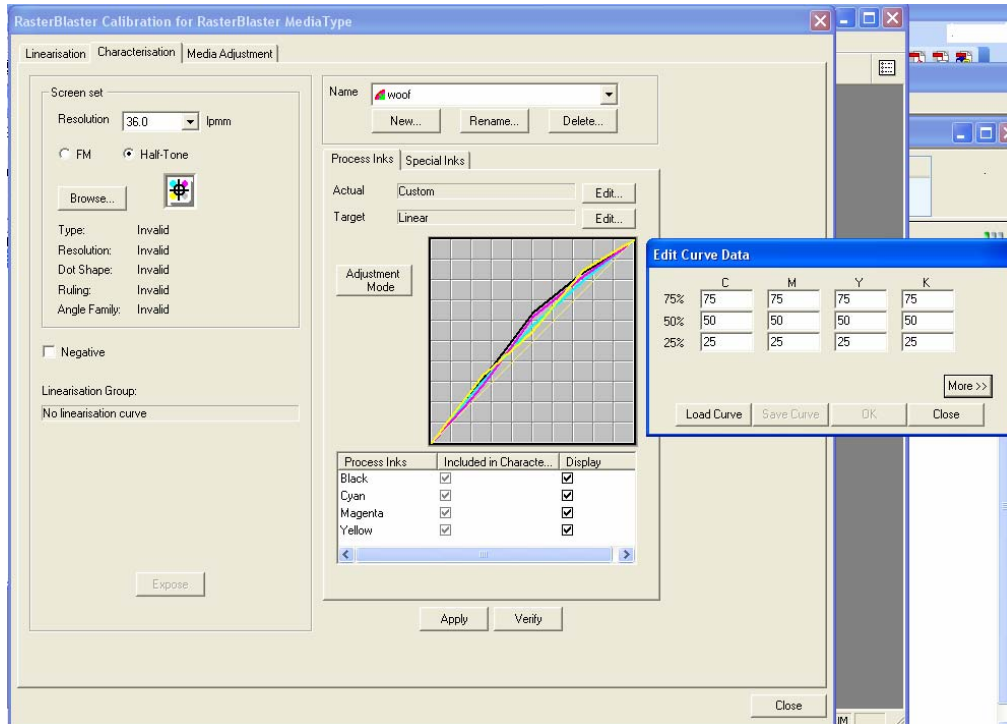 RasterBlaster Calibration for RasterBlaster MediaType
Linearisation Characterisation Media Adjustment
Screen set
Resolution 36.0 lpmm
FM Half-Tone
Browse...
Type: Invalid
Resolution: Invalid
Dot Shape: Invalid
Ruling: Invalid
Angle Family: Invalid
Negative
Linearisation Group:
No linearisation curve
Expose
Name woof
New... Rename... Delete...
Process Inks Special Inks
Actual Custom Edit...
Target Linear Edit...
Adjustment
Mode
Process Inks Included in Characte... Display
Black
Cyan
Magenta
Yellow
Apply Verify
Close
Edit Curve Data
C M Y K
75% 75 75 75 75
50% 50 50 50 50
25% 25 25 25 25
More >>
Load Curve Save Curve OK Close